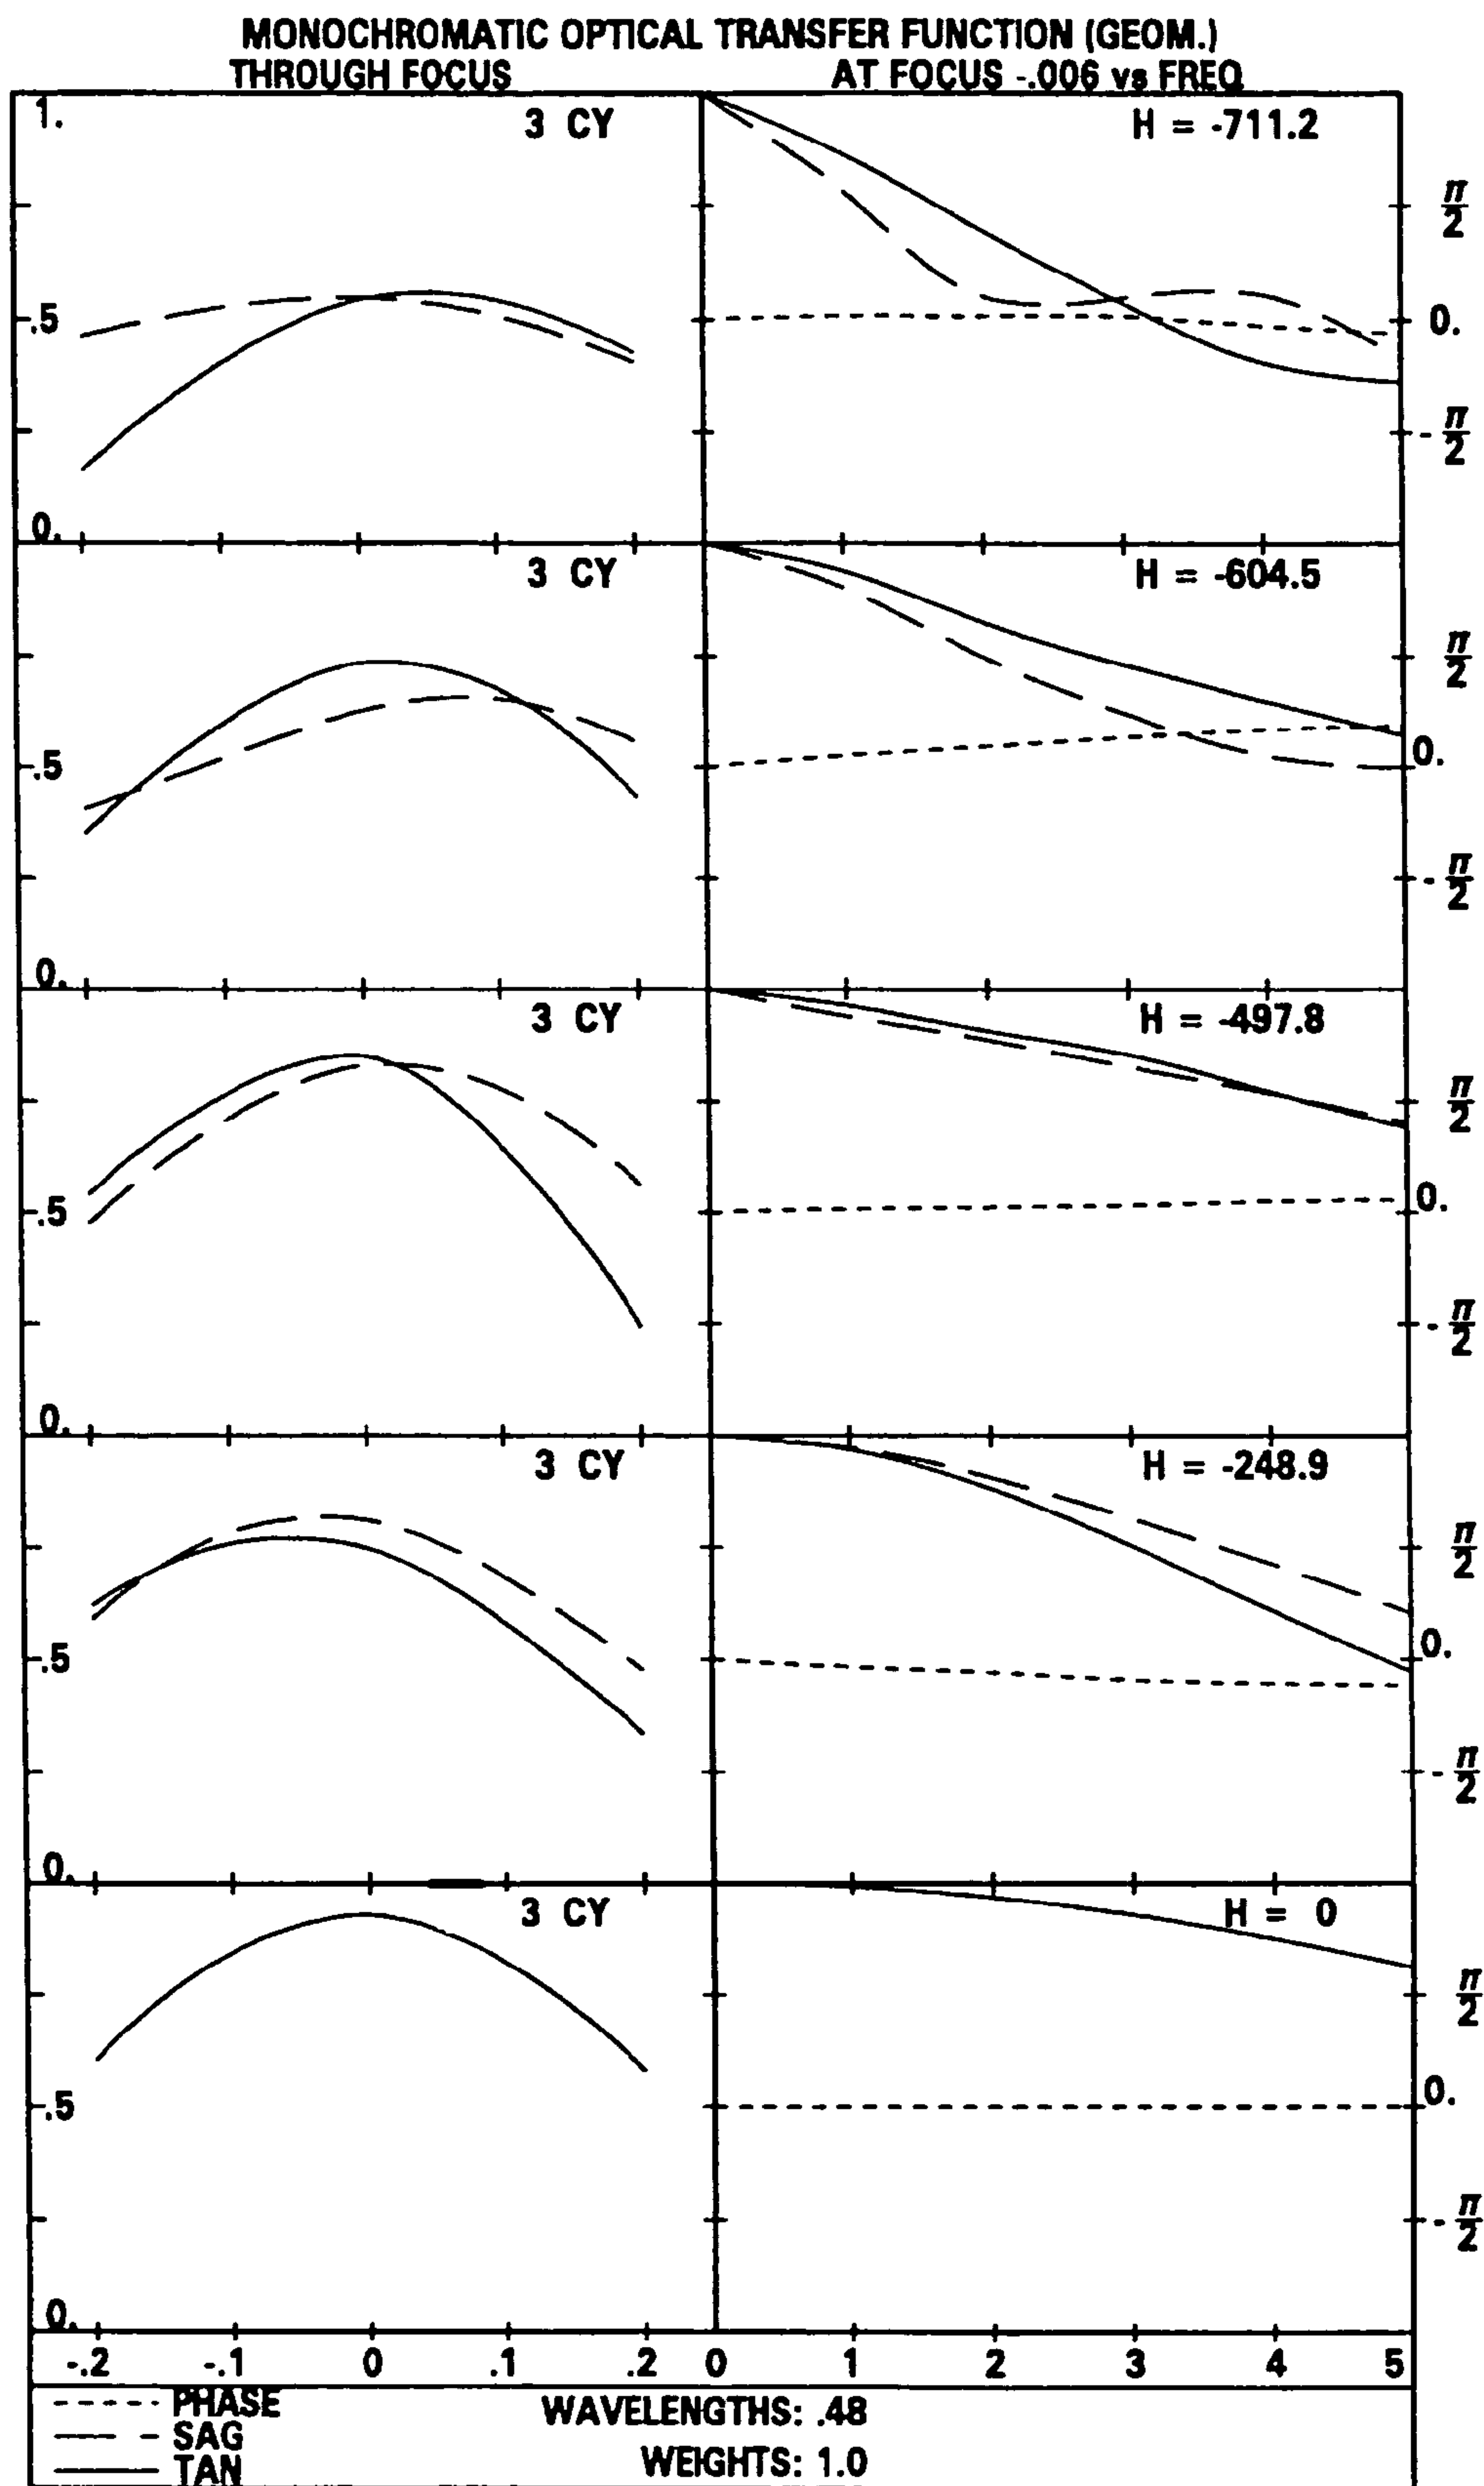 MONOCHROMATIC OPTICAL TRANSFER FUNCTION (GEOM.)
THROUGH FOCUS AT FOCUS -.006 vs FREQ
1. 3 CY H = -711.2
π/2
.5 0.
-π/2
0.
3 CY H = -604.5
π/2
.5 0.
-π/2
0.
3 CY H = -497.8
π/2
.5 0.
-π/2
0.
3 CY H = -248.9
π/2
.5 0.
-π/2
0.
3 CY H = 0
π/2
.5 0.
-π/2
0.
-.2 -.1 0 .1 .2 0 1 2 3 4 5
PHASE WAVELENGTHS: .48
SAG
WEIGHTS: 1.0
TAN